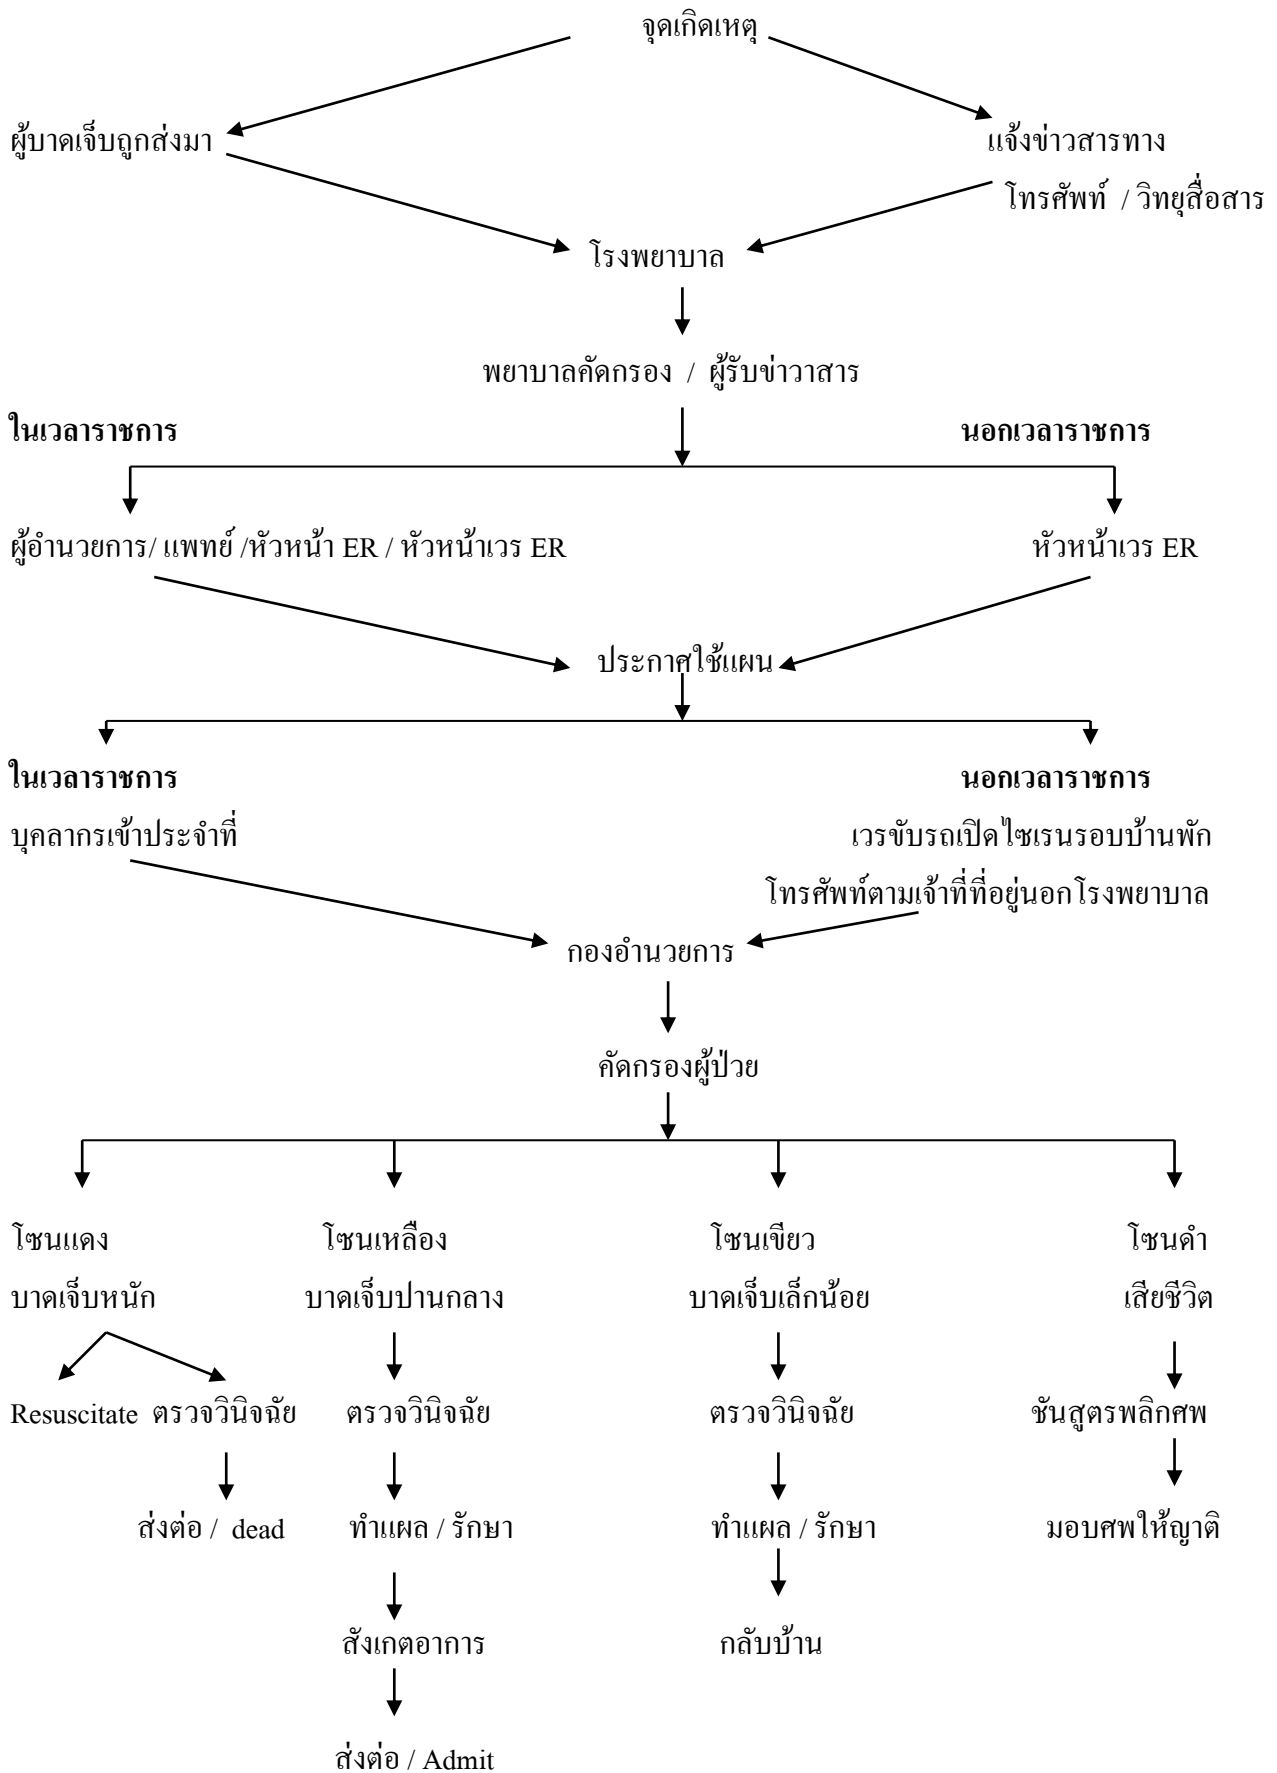 จุดเกิดเหตุ
ผู้บาดเจ็บถูกส่งมา แจ้งข่าวสารทาง
โทรศัพท์ / วิทยุสื่อสาร
โรงพยาบาล
พยาบาลคัดกรอง / ผู้รับข่าวาสาร
ในเวลาราชการ นอกเวลาราชการ
ผู้อำนวยการ/ แพทย์ /หัวหน้า ER / หัวหน้าเวร ER หัวหน้าเวร ER
ประกาศใช้แผน
ในเวลาราชการ นอกเวลาราชการ
บุคลากรเข้าประจำที่ เวรขับรถเปิดไซเรนรอบบ้านพัก
โทรศัพท์ตามเจ้าที่ที่อยู่นอกโรงพยาบาล
กองอำนวยการ
คัดกรองผู้ป่วย
โซนแดง โซนเหลือง โซนเขียว โซนดำ
บาดเจ็บหนัก บาดเจ็บปานกลาง บาดเจ็บเล็กน้อย เสียชีวิต
Resuscitate ตรวจวินิจฉัย ตรวจวินิจฉัย ตรวจวินิจฉัย ชันสูตรพลิกศพ
ส่งต่อ / dead ทำแผล / รักษา ทำแผล / รักษา มอบศพให้ญาติ
สังเกตอาการ กลับบ้าน
ส่งต่อ / Admit